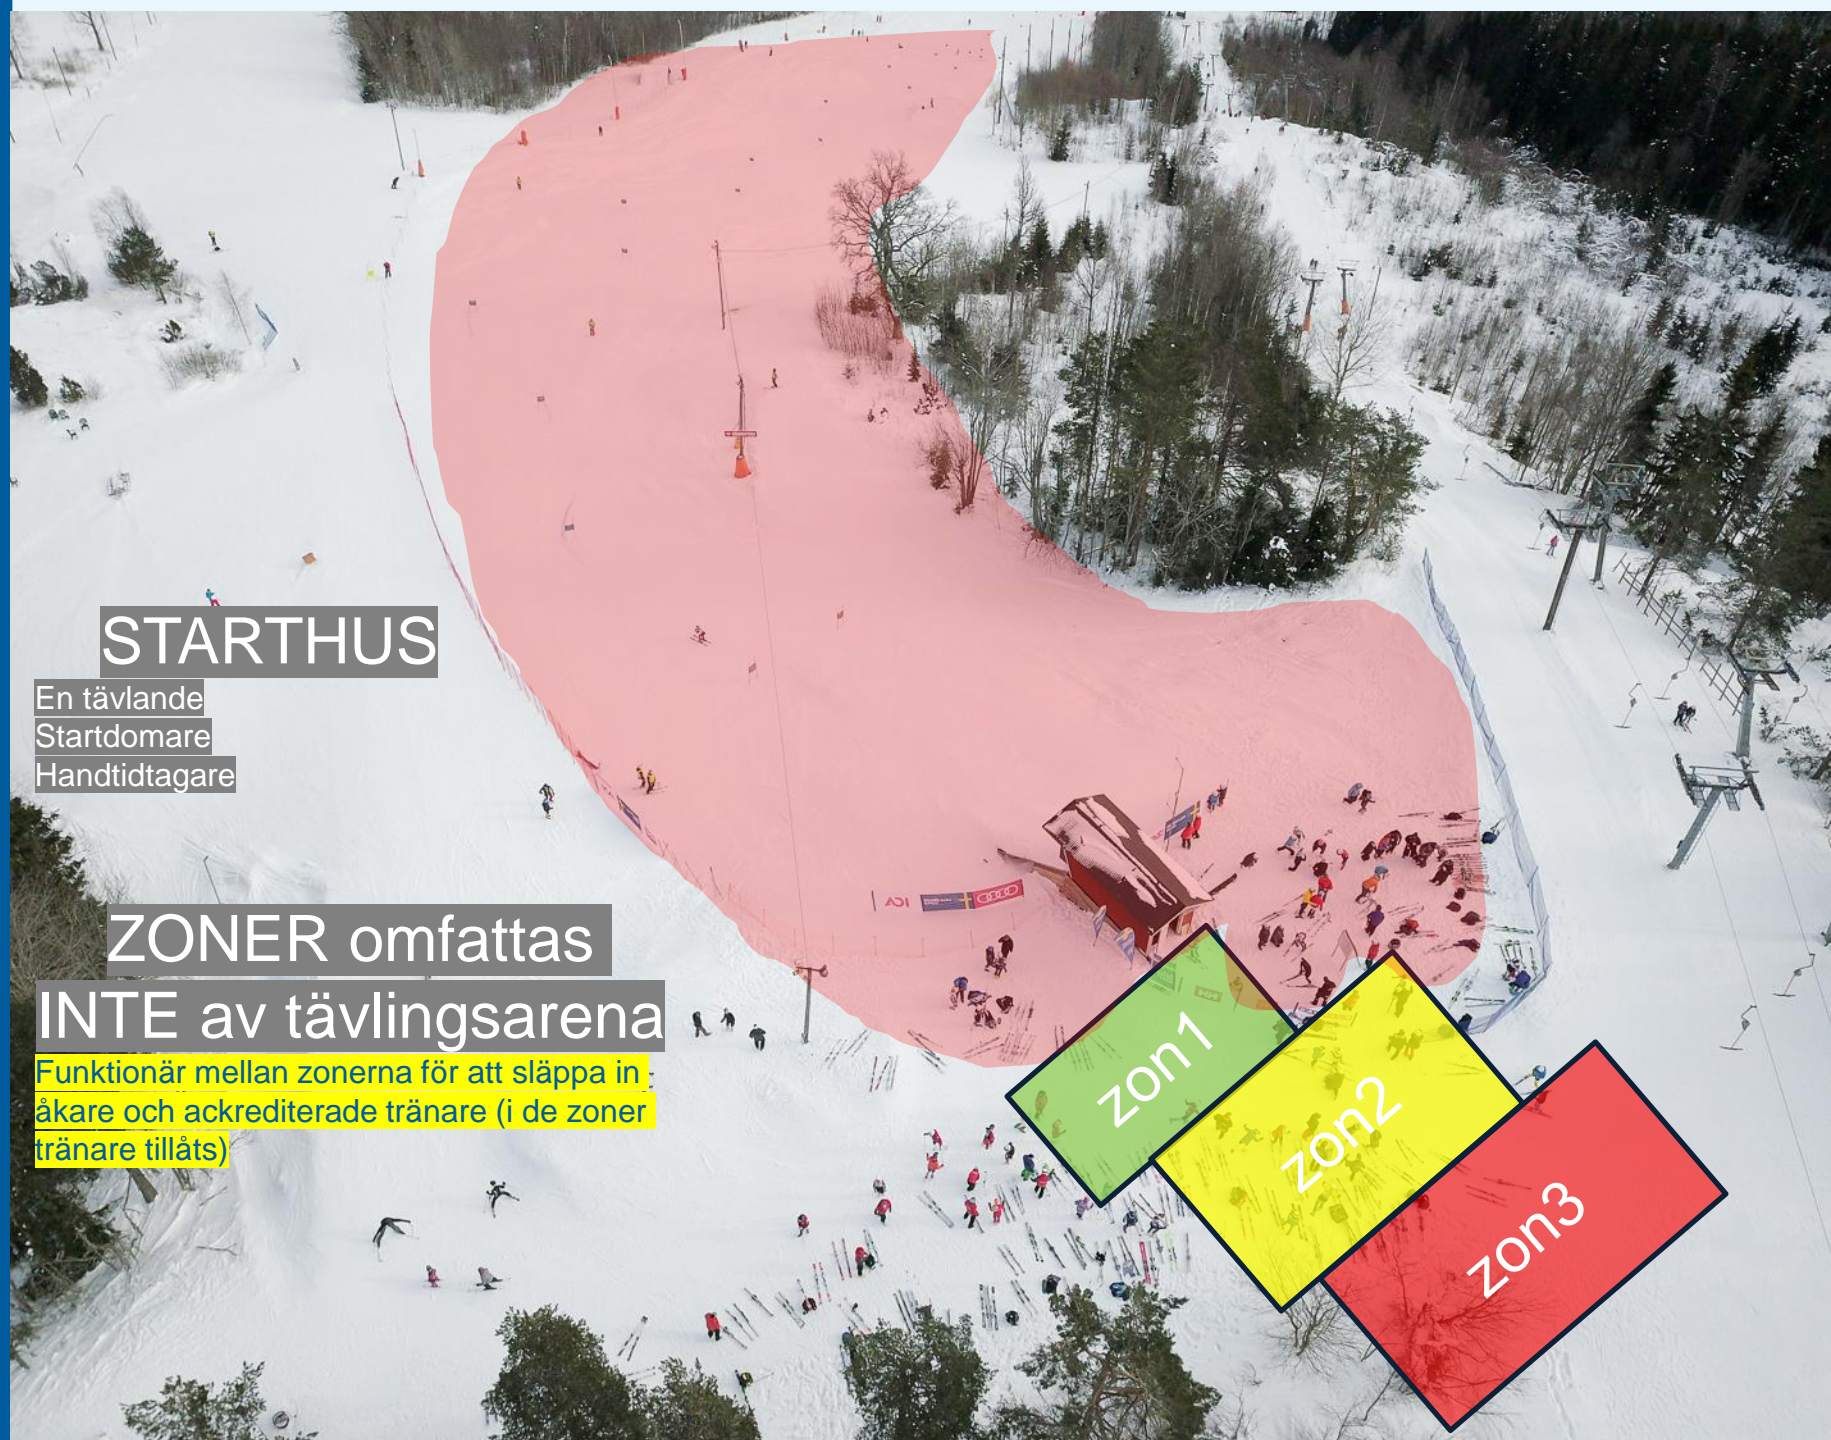 STARTHUS
En tävlande
Startdomare
Handtidtagare
ZONER omfattas
INTE av tävlingsarena
Funktionär mellan zonerna för att släppa in
åkare och ackrediterade tränare (i de zoner
tränare tillåts)
zon1
zon2
zon3